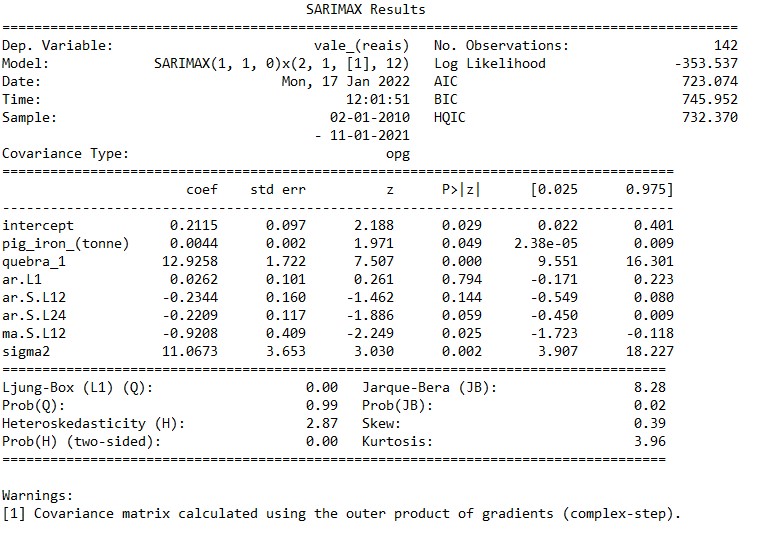 SARIMAX Results
==============================================================================================
Dep. Variable: vale_(reais) No. Observations: 142
Model: SARIMAX(1, 1, 0)x(2, 1, [1], 12) Log Likelihood -353.537
Date: Mon, 17 Jan 2022 AIC 723.074
Time: 12:01:51 BIC 745.952
Sample: 02-01-2010 HQIC 732.370
- 11-01-2021
Covariance Type: opg
=====================================================================================
coef std err z P>|z| [0.025 0.975]
-------------------------------------------------------------------------------------
intercept 0.2115 0.097 2.188 0.029 0.022 0.401
pig_iron_(tonne) 0.0044 0.002 1.971 0.049 2.38e-05 0.009
quebra_1 12.9258 1.722 7.507 0.000 9.551 16.301
ar.L1 0.0262 0.101 0.261 0.794 -0.171 0.223
ar.S.L12 -0.2344 0.160 -1.462 0.144 -0.549 0.080
ar.S.L24 -0.2209 0.117 -1.886 0.059 -0.450 0.009
ma.S.L12 -0.9208 0.409 -2.249 0.025 -1.723 -0.118
sigma2 11.0673 3.653 3.030 0.002 3.907 18.227
===================================================================================
Ljung-Box (L1) (Q): 0.00 Jarque-Bera (JB): 8.28
Prob(Q): 0.99 Prob(JB): 0.02
Heteroskedasticity (H): 2.87 Skew: 0.39
Prob(H) (two-sided): 0.00 Kurtosis: 3.96
===================================================================================
Warnings:
[1] Covariance matrix calculated using the outer product of gradients (complex-step).